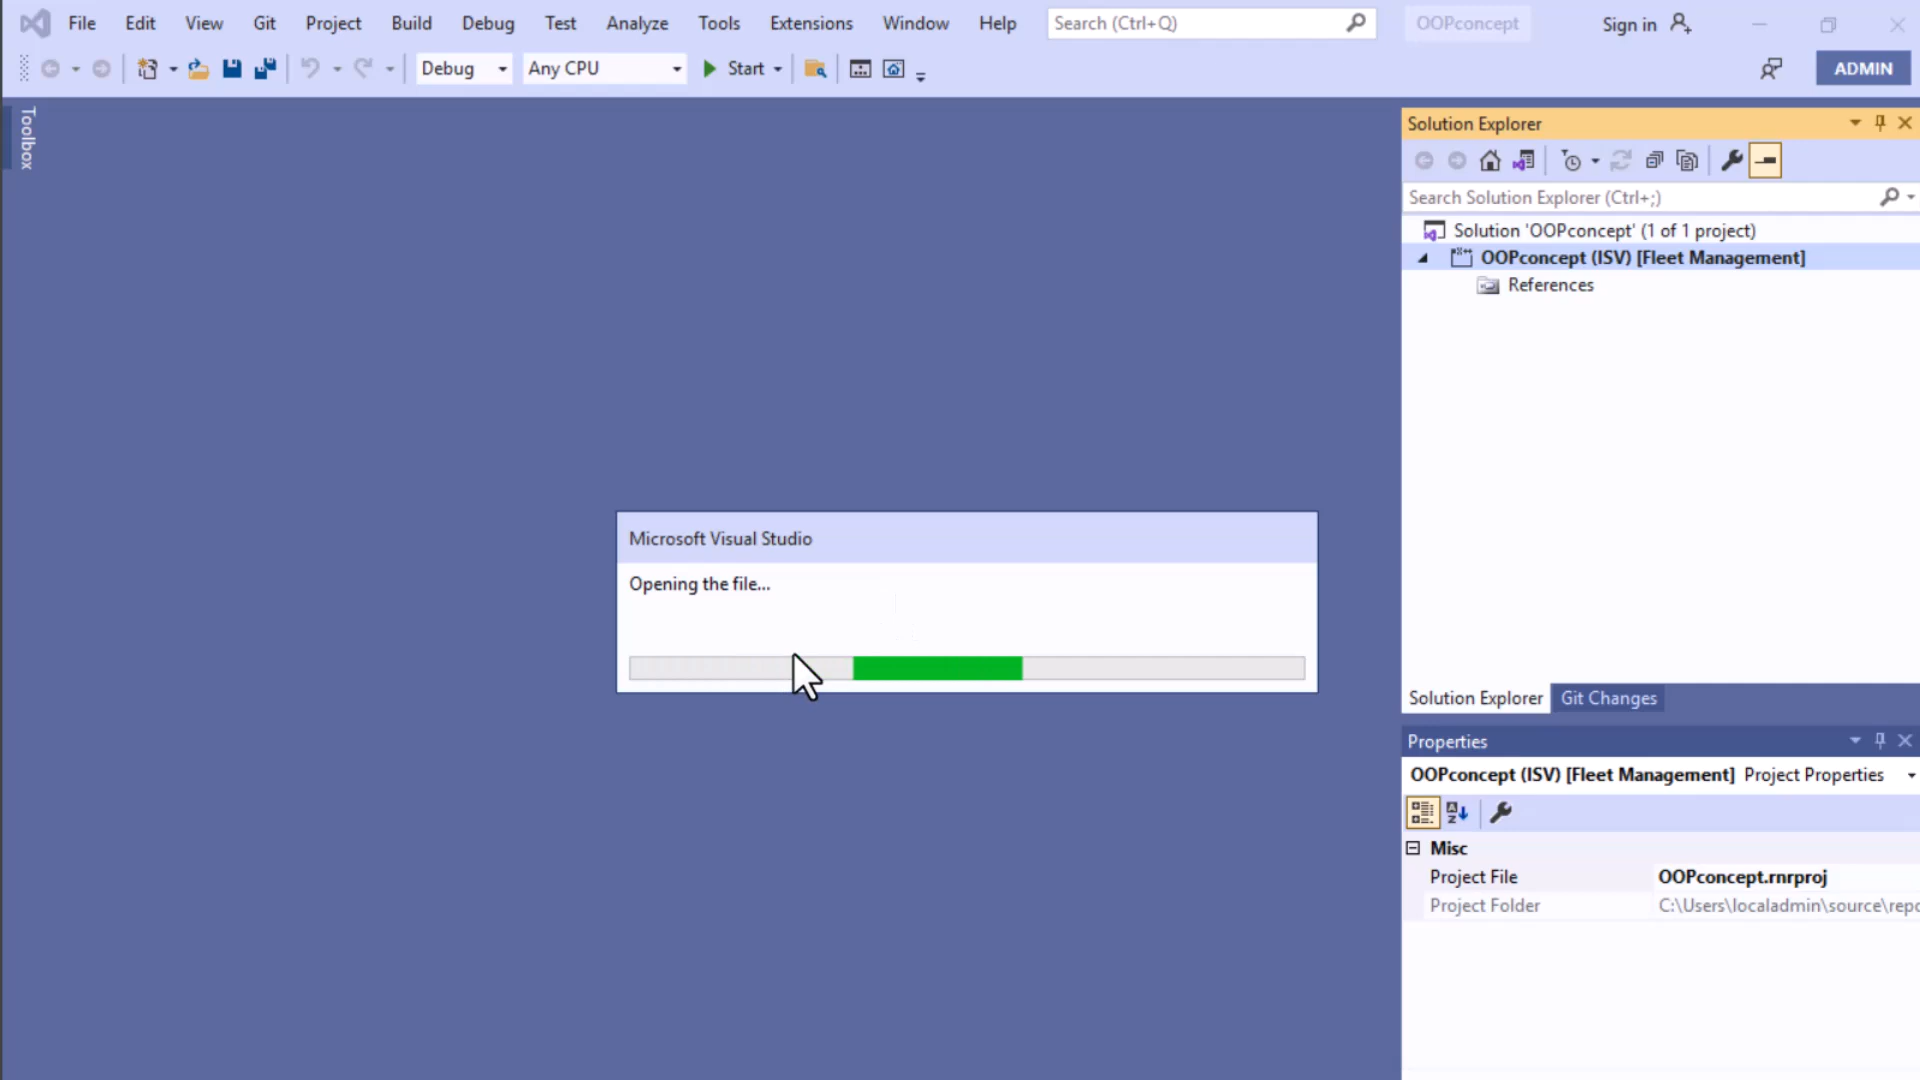 File Edit View Git Project Build Debug Test Analyze Tools Extensions Window Help Search (Ctrl+Q) OOPconcept Sign in
Debug Any CPU Start ADMIN
Toolbox
Solution Explorer
Search Solution Explorer (Ctrl+;)
Solution 'OOPconcept' (1 of 1 project)
OOPconcept (ISV) [Fleet Management]
References
Microsoft Visual Studio
Opening the file...
Solution Explorer Git Changes
Properties
OOPconcept (ISV) [Fleet Management] Project Properties
Misc
Project File OOPconcept.rnrproj
Project Folder C:\Users\localadmin\source\repo